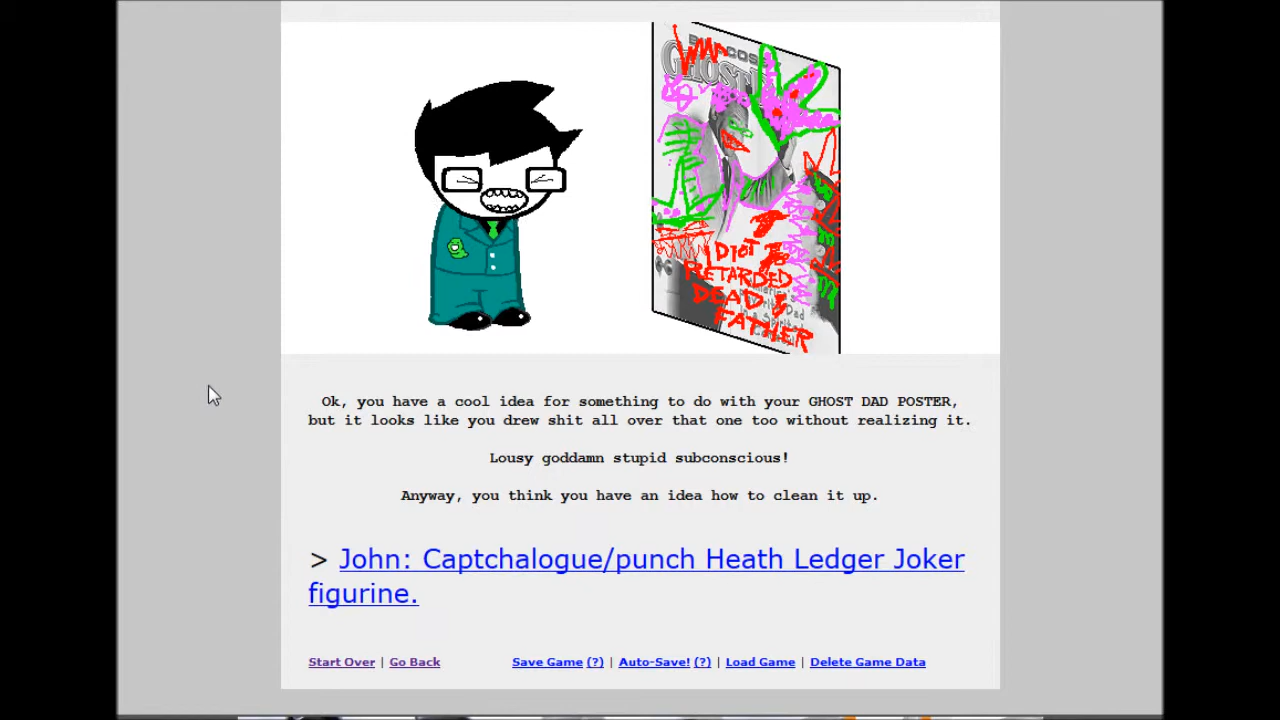 GHOST
IDIOT
RETARDED
DEAD
FATHER
Ok, you have a cool idea for something to do with your GHOST DAD POSTER,
but it looks like you drew shit all over that one too without realizing it.
Lousy goddamn stupid subconscious!
Anyway, you think you have an idea how to clean it up.
> John: Captchalogue/punch Heath Ledger Joker
figurine.
Start Over | Go Back Save Game (?) | Auto-Save! (?) | Load Game | Delete Game Data